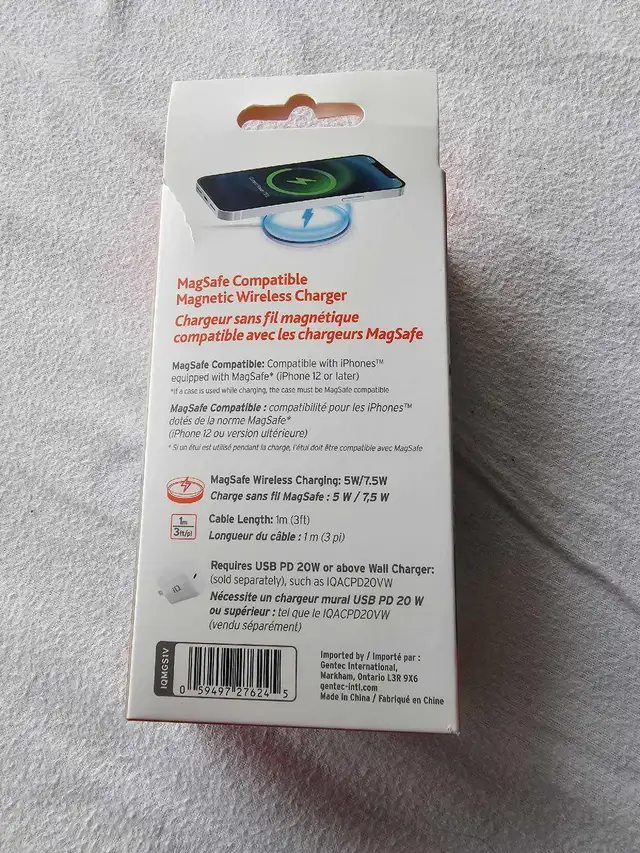 MagSafe Compatible
Magnetic Wireless Charger
Chargeur sans fil magnétique
compatible avec les chargeurs MagSafe
MagSafe Compatible: Compatible with iPhones™
equipped with MagSafe* (iPhone 12 or later)
*If a case is used while charging, the case must be MagSafe compatible
MagSafe Compatible : compatibilité pour les iPhones™
dotés de la norme MagSafe*
(iPhone 12 ou version ultérieure)
* Si un étui est utilisé pendant la charge, l'étui doit être compatible avec MagSafe
MagSafe Wireless Charging: 5W/7.5W
Charge sans fil MagSafe : 5 W / 7,5 W
1m
3ft/pi
Cable Length: 1m (3ft)
Longueur du câble : 1 m (3 pi)
iQ
Requires USB PD 20W or above Wall Charger:
(sold separately), such as IQACPD20VW
Nécessite un chargeur mural USB PD 20 W
ou supérieur : tel que le IQACPD20VW
(vendu séparément)
IQMGS1V
0 59497 27624 5
Imported by / Importé par :
Gentec International,
Markham, Ontario L3R 9X6
gentec-intl.com
Made in China / Fabriqué en Chine